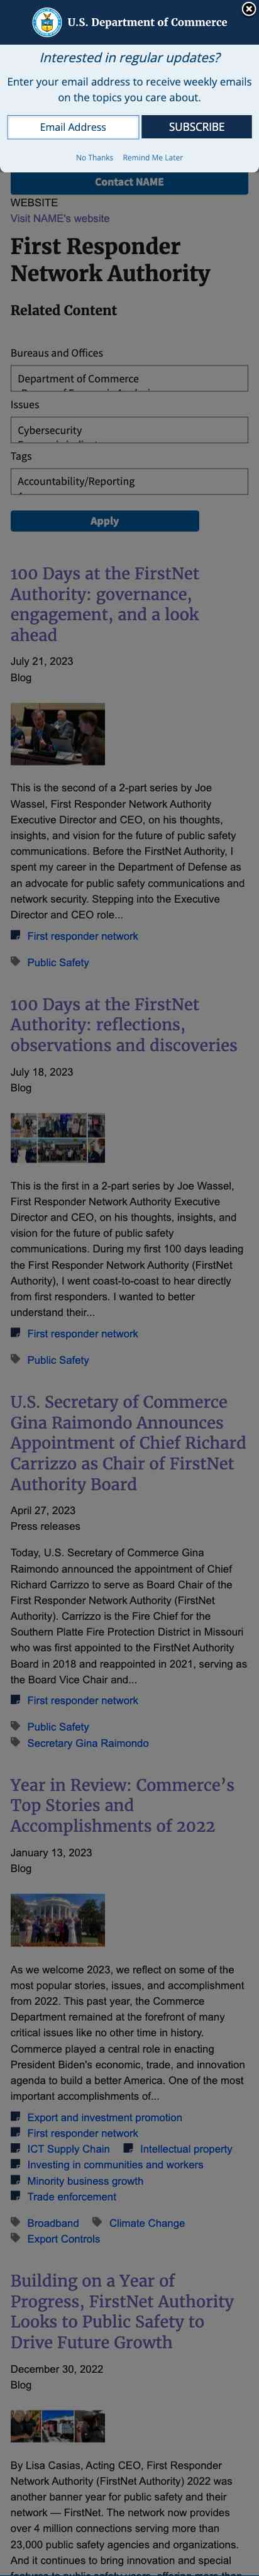 U.S. Department of Commerce
Interested in regular updates?
Enter your email address to receive weekly emails
on the topics you care about.
Email Address
SUBSCRIBE
No Thanks Remind Me Later
Contact NAME
WEBSITE
Visit NAME's website
First Responder
Network Authority
Related Content
Bureaus and Offices
Department of Commerce
Issues
Cybersecurity
Tags
Accountability/Reporting
Apply
100 Days at the FirstNet
Authority: governance,
engagement, and a look
ahead
July 21, 2023
Blog
This is the second of a 2-part series by Joe
Wassel, First Responder Network Authority
Executive Director and CEO, on his thoughts,
insights, and vision for the future of public safety
communications. Before the FirstNet Authority, I
spent my career in the Department of Defense as
an advocate for public safety communications and
network security. Stepping into the Executive
Director and CEO role...
First responder network
Public Safety
100 Days at the FirstNet
Authority: reflections,
observations and discoveries
July 18, 2023
Blog
This is the first in a 2-part series by Joe Wassel,
First Responder Network Authority Executive
Director and CEO, on his thoughts, insights, and
vision for the future of public safety
communications. During my first 100 days leading
the First Responder Network Authority (FirstNet
Authority), I went coast-to-coast to hear directly
from first responders. I wanted to better
understand their...
First responder network
Public Safety
U.S. Secretary of Commerce
Gina Raimondo Announces
Appointment of Chief Richard
Carrizzo as Chair of FirstNet
Authority Board
April 27, 2023
Press releases
Today, U.S. Secretary of Commerce Gina
Raimondo announced the appointment of Chief
Richard Carrizzo to serve as Board Chair of the
First Responder Network Authority (FirstNet
Authority). Carrizzo is the Fire Chief for the
Southern Platte Fire Protection District in Missouri
who was first appointed to the FirstNet Authority
Board in 2018 and reappointed in 2021, serving as
the Board Vice Chair and...
First responder network
Public Safety
Secretary Gina Raimondo
Year in Review: Commerce’s
Top Stories and
Accomplishments of 2022
January 13, 2023
Blog
As we welcome 2023, we reflect on some of the
most popular stories, issues, and accomplishment
from 2022. This past year, the Commerce
Department remained at the forefront of many
critical issues like no other time in history.
Commerce played a central role in enacting
President Biden's economic, trade, and innovation
agenda to build a better America. One of the most
important accomplishments of...
Export and investment promotion
First responder network
ICT Supply Chain Intellectual property
Investing in communities and workers
Minority business growth
Trade enforcement
Broadband Climate Change
Export Controls
Building on a Year of
Progress, FirstNet Authority
Looks to Public Safety to
Drive Future Growth
December 30, 2022
Blog
By Lisa Casias, Acting CEO, First Responder
Network Authority (FirstNet Authority) 2022 was
another banner year for public safety and their
network — FirstNet. The network now provides
over 4 million connections serving more than
23,000 public safety agencies and organizations.
And it continues to bring innovation and special